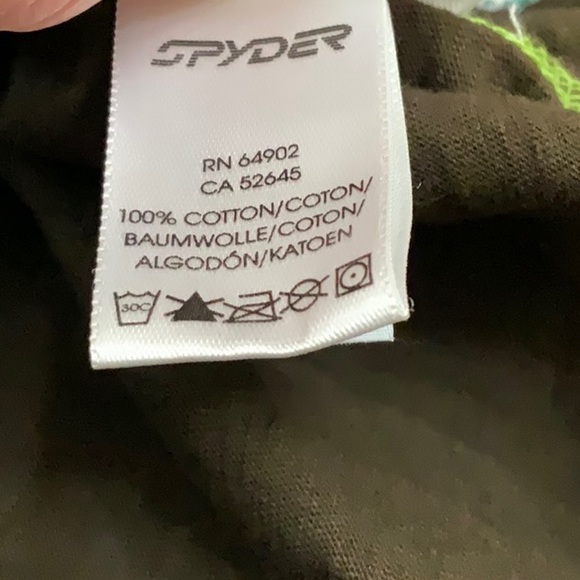 SPYDER
RN 64902
CA 52645
100% COTTON/COTON/
BAUMWOLLE/COTON/
ALGODÓN/KATOEN
30C